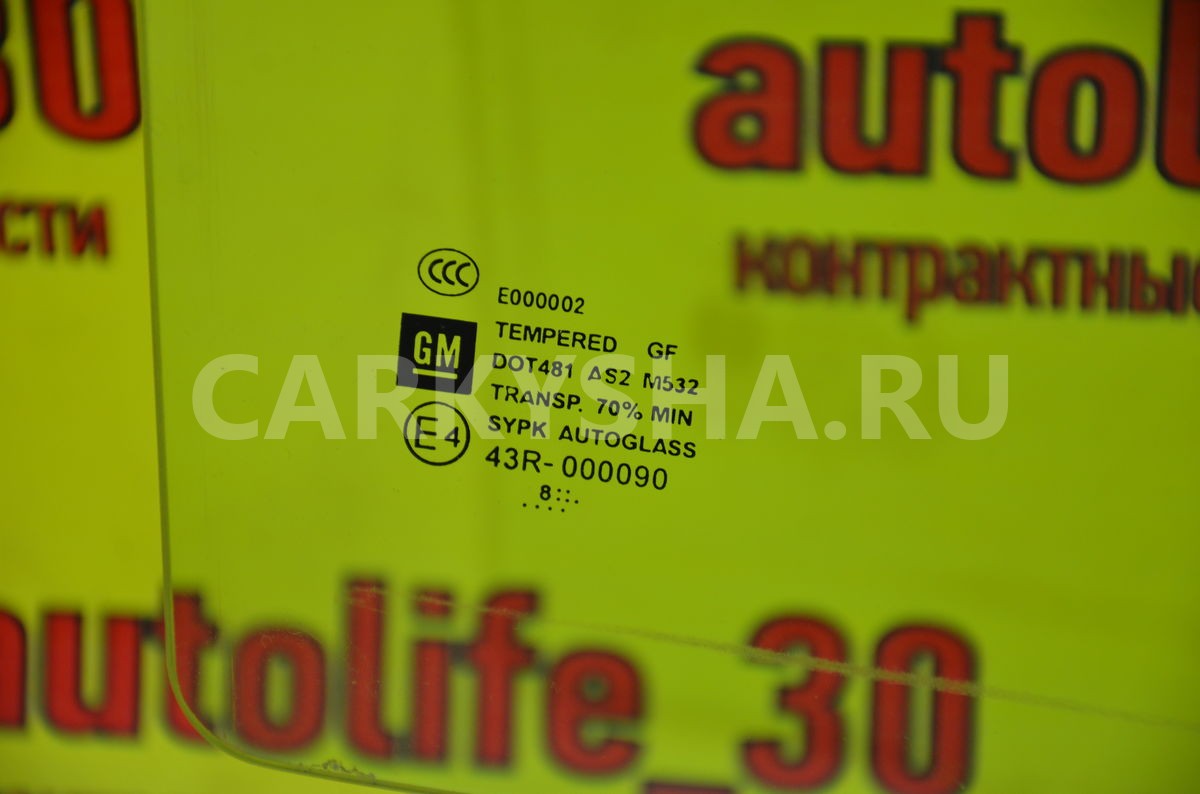 30
сти
autol
контрактные
CCC
E000002
GM
TEMPERED GF
DOT481 AS2 M532
TRANSP. 70% MIN
SYPK AUTOGLASS
E4
43R-000090
8
CARKYSHA.RU
autolife_30